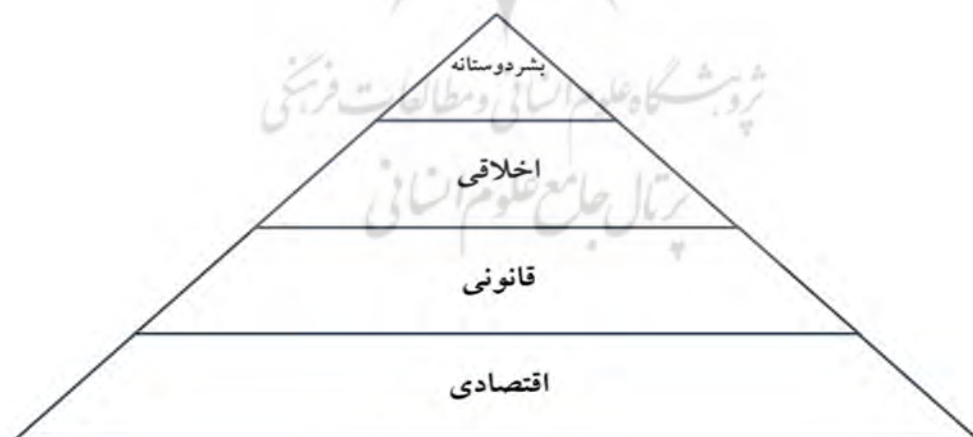 بشردوستانه
پژوهشگاه علوم انسانی و مطالعات فرهنگی
اخلاقی
پرتال جامع علوم انسانی
قانونی
اقتصادی